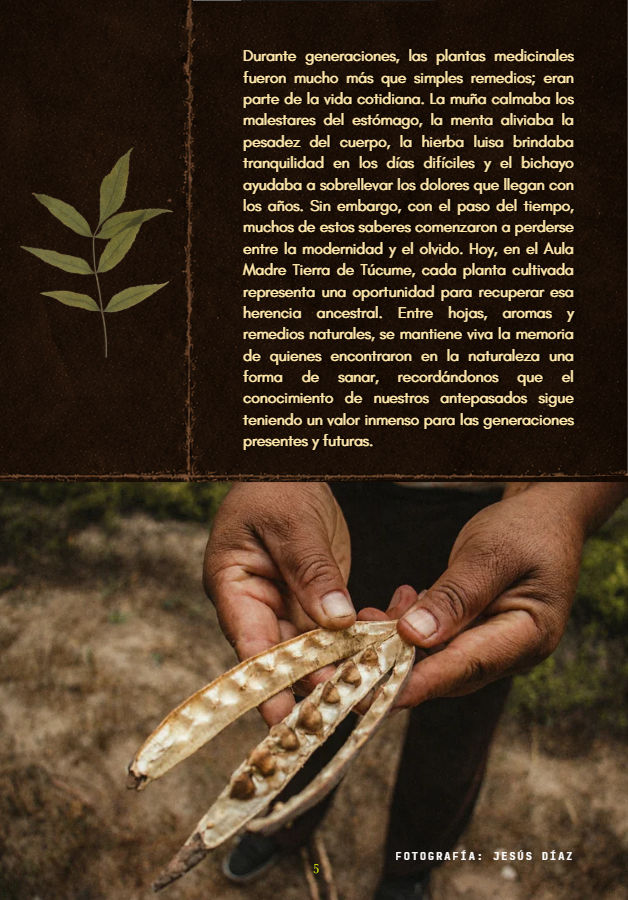 Durante generaciones, las plantas medicinales
fueron mucho más que simples remedios; eran
parte de la vida cotidiana. La muña calmaba los
malestares del estómago, la menta aliviaba la
pesadez del cuerpo, la hierba luisa brindaba
tranquilidad en los días difíciles y el bichayo
ayudaba a sobrellevar los dolores que llegan con
los años. Sin embargo, con el paso del tiempo,
muchos de estos saberes comenzaron a perderse
entre la modernidad y el olvido. Hoy, en el Aula
Madre Tierra de Túcume, cada planta cultivada
representa una oportunidad para recuperar esa
herencia ancestral. Entre hojas, aromas y
remedios naturales, se mantiene viva la memoria
de quienes encontraron en la naturaleza una
forma de sanar, recordándonos que el
conocimiento de nuestros antepasados sigue
teniendo un valor inmenso para las generaciones
presentes y futuras.
FOTOGRAFÍA: JESÚS DÍAZ
5